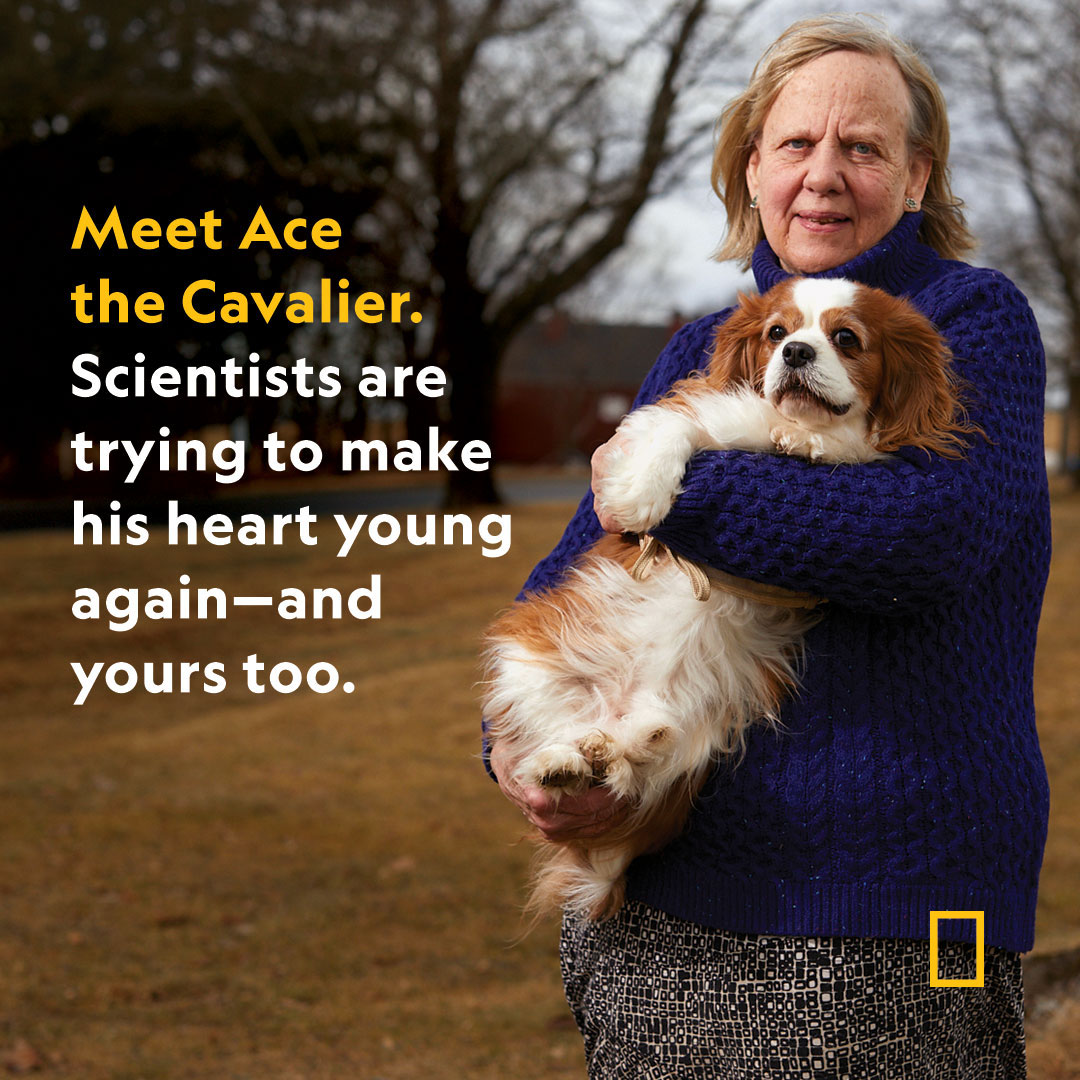 Meet Ace
the Cavalier.
Scientists are
trying to make
his heart young
again—and
yours too.